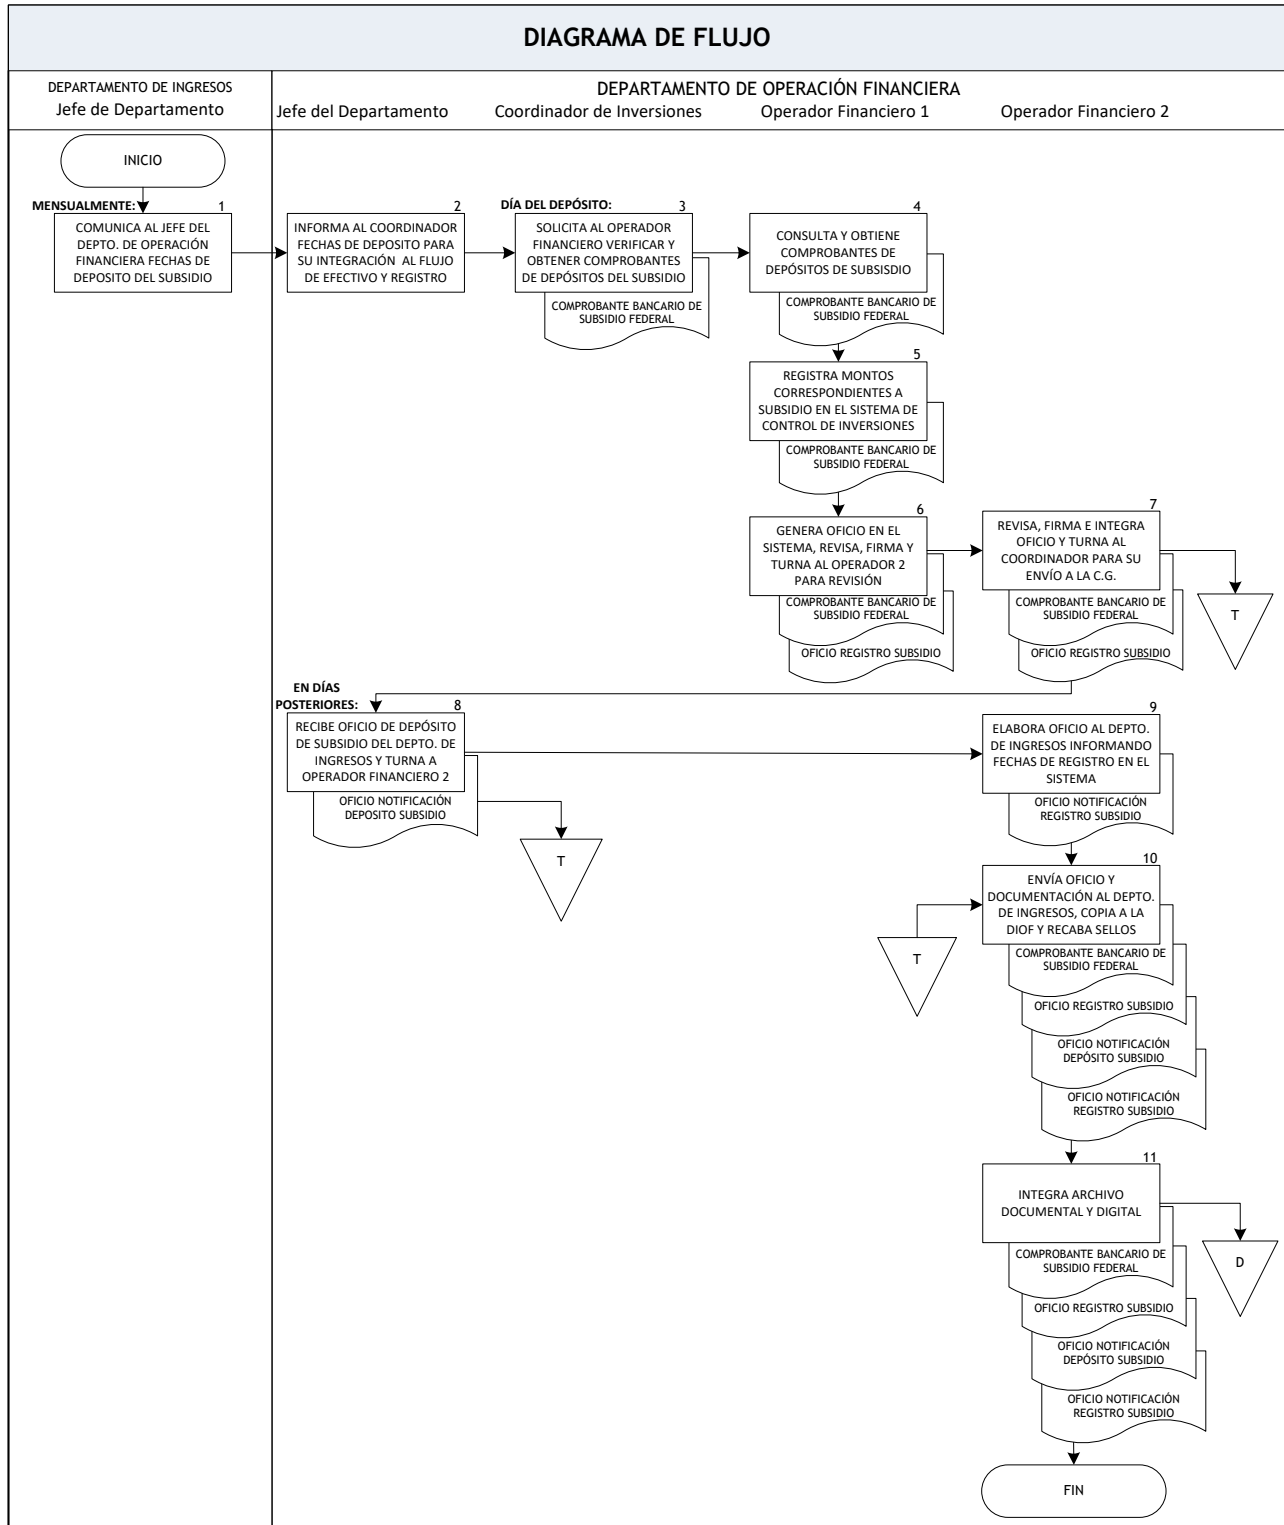 DIAGRAMA DE FLUJO
DEPARTAMENTO DE INGRESOS
Jefe de Departamento
DEPARTAMENTO DE OPERACIÓN FINANCIERA
Jefe del Departamento
Coordinador de Inversiones
Operador Financiero 1
Operador Financiero 2
INICIO
MENSUALMENTE:
1
COMUNICA AL JEFE DEL
DEPTO. DE OPERACIÓN
FINANCIERA FECHAS DE
DEPOSITO DEL SUBSIDIO
2
INFORMA AL COORDINADOR
FECHAS DE DEPOSITO PARA
SU INTEGRACIÓN AL FLUJO
DE EFECTIVO Y REGISTRO
DÍA DEL DEPÓSITO:
3
SOLICITA AL OPERADOR
FINANCIERO VERIFICAR Y
OBTENER COMPROBANTES
DE DEPÓSITOS DEL SUBSIDIO
COMPROBANTE BANCARIO DE
SUBSIDIO FEDERAL
4
CONSULTA Y OBTIENE
COMPROBANTES DE
DEPÓSITOS DE SUBSISDIO
COMPROBANTE BANCARIO DE
SUBSIDIO FEDERAL
5
REGISTRA MONTOS
CORRESPONDIENTES A
SUBSIDIO EN EL SISTEMA DE
CONTROL DE INVERSIONES
COMPROBANTE BANCARIO DE
SUBSIDIO FEDERAL
6
GENERA OFICIO EN EL
SISTEMA, REVISA, FIRMA Y
TURNA AL OPERADOR 2
PARA REVISIÓN
COMPROBANTE BANCARIO DE
SUBSIDIO FEDERAL
OFICIO REGISTRO SUBSIDIO
7
REVISA, FIRMA E INTEGRA
OFICIO Y TURNA AL
COORDINADOR PARA SU
ENVÍO A LA C.G.
COMPROBANTE BANCARIO DE
SUBSIDIO FEDERAL
OFICIO REGISTRO SUBSIDIO
T
EN DÍAS
POSTERIORES:
8
RECIBE OFICIO DE DEPÓSITO
DE SUBSIDIO DEL DEPTO. DE
INGRESOS Y TURNA A
OPERADOR FINANCIERO 2
OFICIO NOTIFICACIÓN
DEPOSITO SUBSIDIO
T
9
ELABORA OFICIO AL DEPTO.
DE INGRESOS INFORMANDO
FECHAS DE REGISTRO EN EL
SISTEMA
OFICIO NOTIFICACIÓN
REGISTRO SUBSIDIO
10
ENVÍA OFICIO Y
DOCUMENTACIÓN AL DEPTO.
DE INGRESOS, COPIA A LA
DIOF Y RECABA SELLOS
T
COMPROBANTE BANCARIO DE
SUBSIDIO FEDERAL
OFICIO REGISTRO SUBSIDIO
OFICIO NOTIFICACIÓN
DEPÓSITO SUBSIDIO
OFICIO NOTIFICACIÓN
REGISTRO SUBSIDIO
11
INTEGRA ARCHIVO
DOCUMENTAL Y DIGITAL
COMPROBANTE BANCARIO DE
SUBSIDIO FEDERAL
D
OFICIO REGISTRO SUBSIDIO
OFICIO NOTIFICACIÓN
DEPÓSITO SUBSIDIO
OFICIO NOTIFICACIÓN
REGISTRO SUBSIDIO
FIN